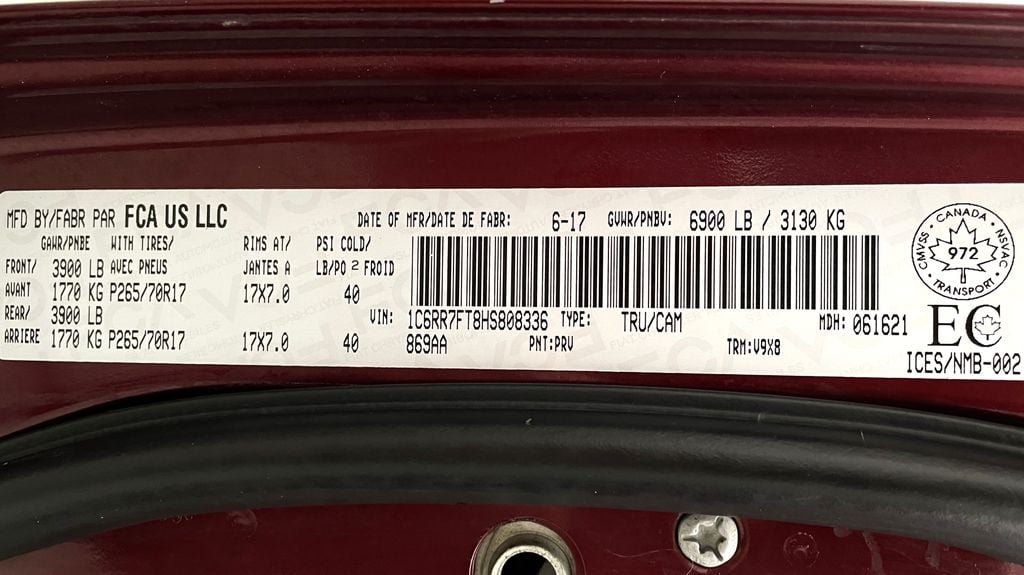 MFD BY/FABR PAR FCA US LLC DATE OF MFR/DATE DE FABR: 6-17 GVWR/PNBV: 6900 LB / 3130 KG
GAWR/PNBE WITH TIRES/ RIMS AT/ PSI COLD/
FRONT/ 3900 LB AVEC PNEUS JANTES A LB/PO 2 FROID
AVANT 1770 KG P265/70R17 17X7.0 40
REAR/ 3900 LB VIN: 1C6RR7FT8HS808336 TYPE: TRU/CAM MDH: 061621
ARRIERE 1770 KG P265/70R17 17X7.0 40 869AA PNT:PRV TRM:V9X8
CANADA
CMVSS 972 NSVAC
TRANSPORT
EC
ICES/NMB-002